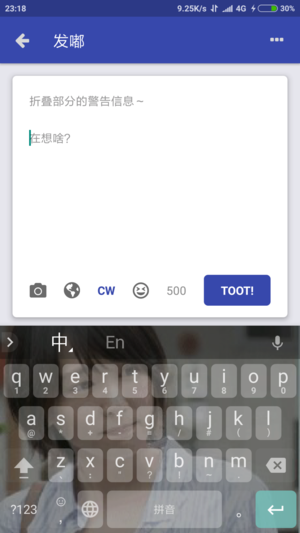 23:18 9.25K/s 4G 30%
发嘟
折叠部分的警告信息～
在想啥?
CW 500 TOOT!
中 En
q w e r t y u i o p
1 2 3 4 5 6 7 8 9 0
a s d f g h j k l
@ * + - = / # ( )
z x c v b n m
?123 , 拼音 。